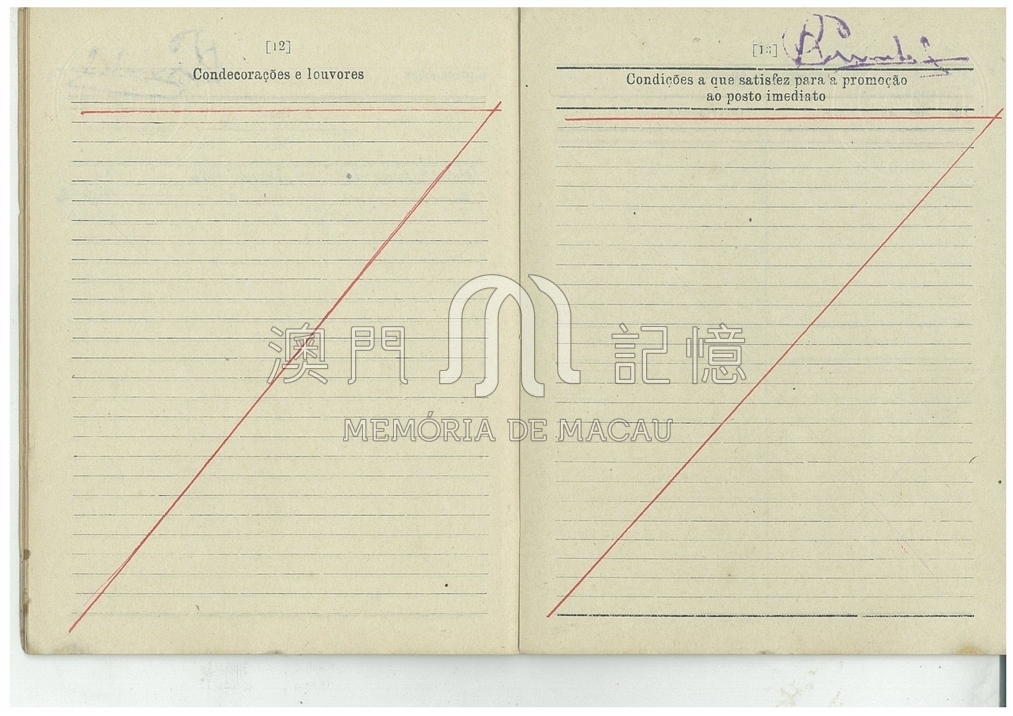 [12]
Condecorações e louvores
[13]
Condições a que satisfez para a promoção
ao posto imediato
澳門 記憶
MEMÓRIA DE MACAU